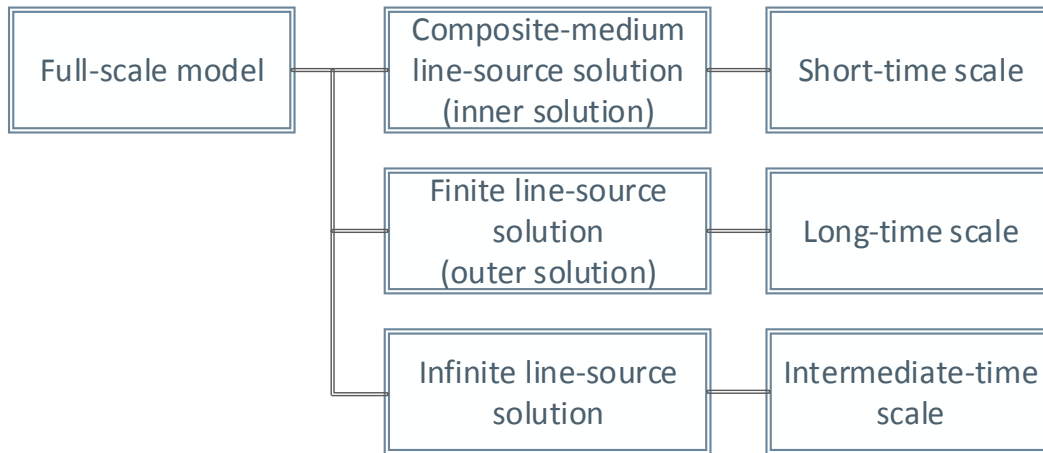 Full-scale model
Composite-medium
line-source solution
(inner solution)
Short-time scale
Finite line-source
solution
(outer solution)
Long-time scale
Infinite line-source
solution
Intermediate-time
scale